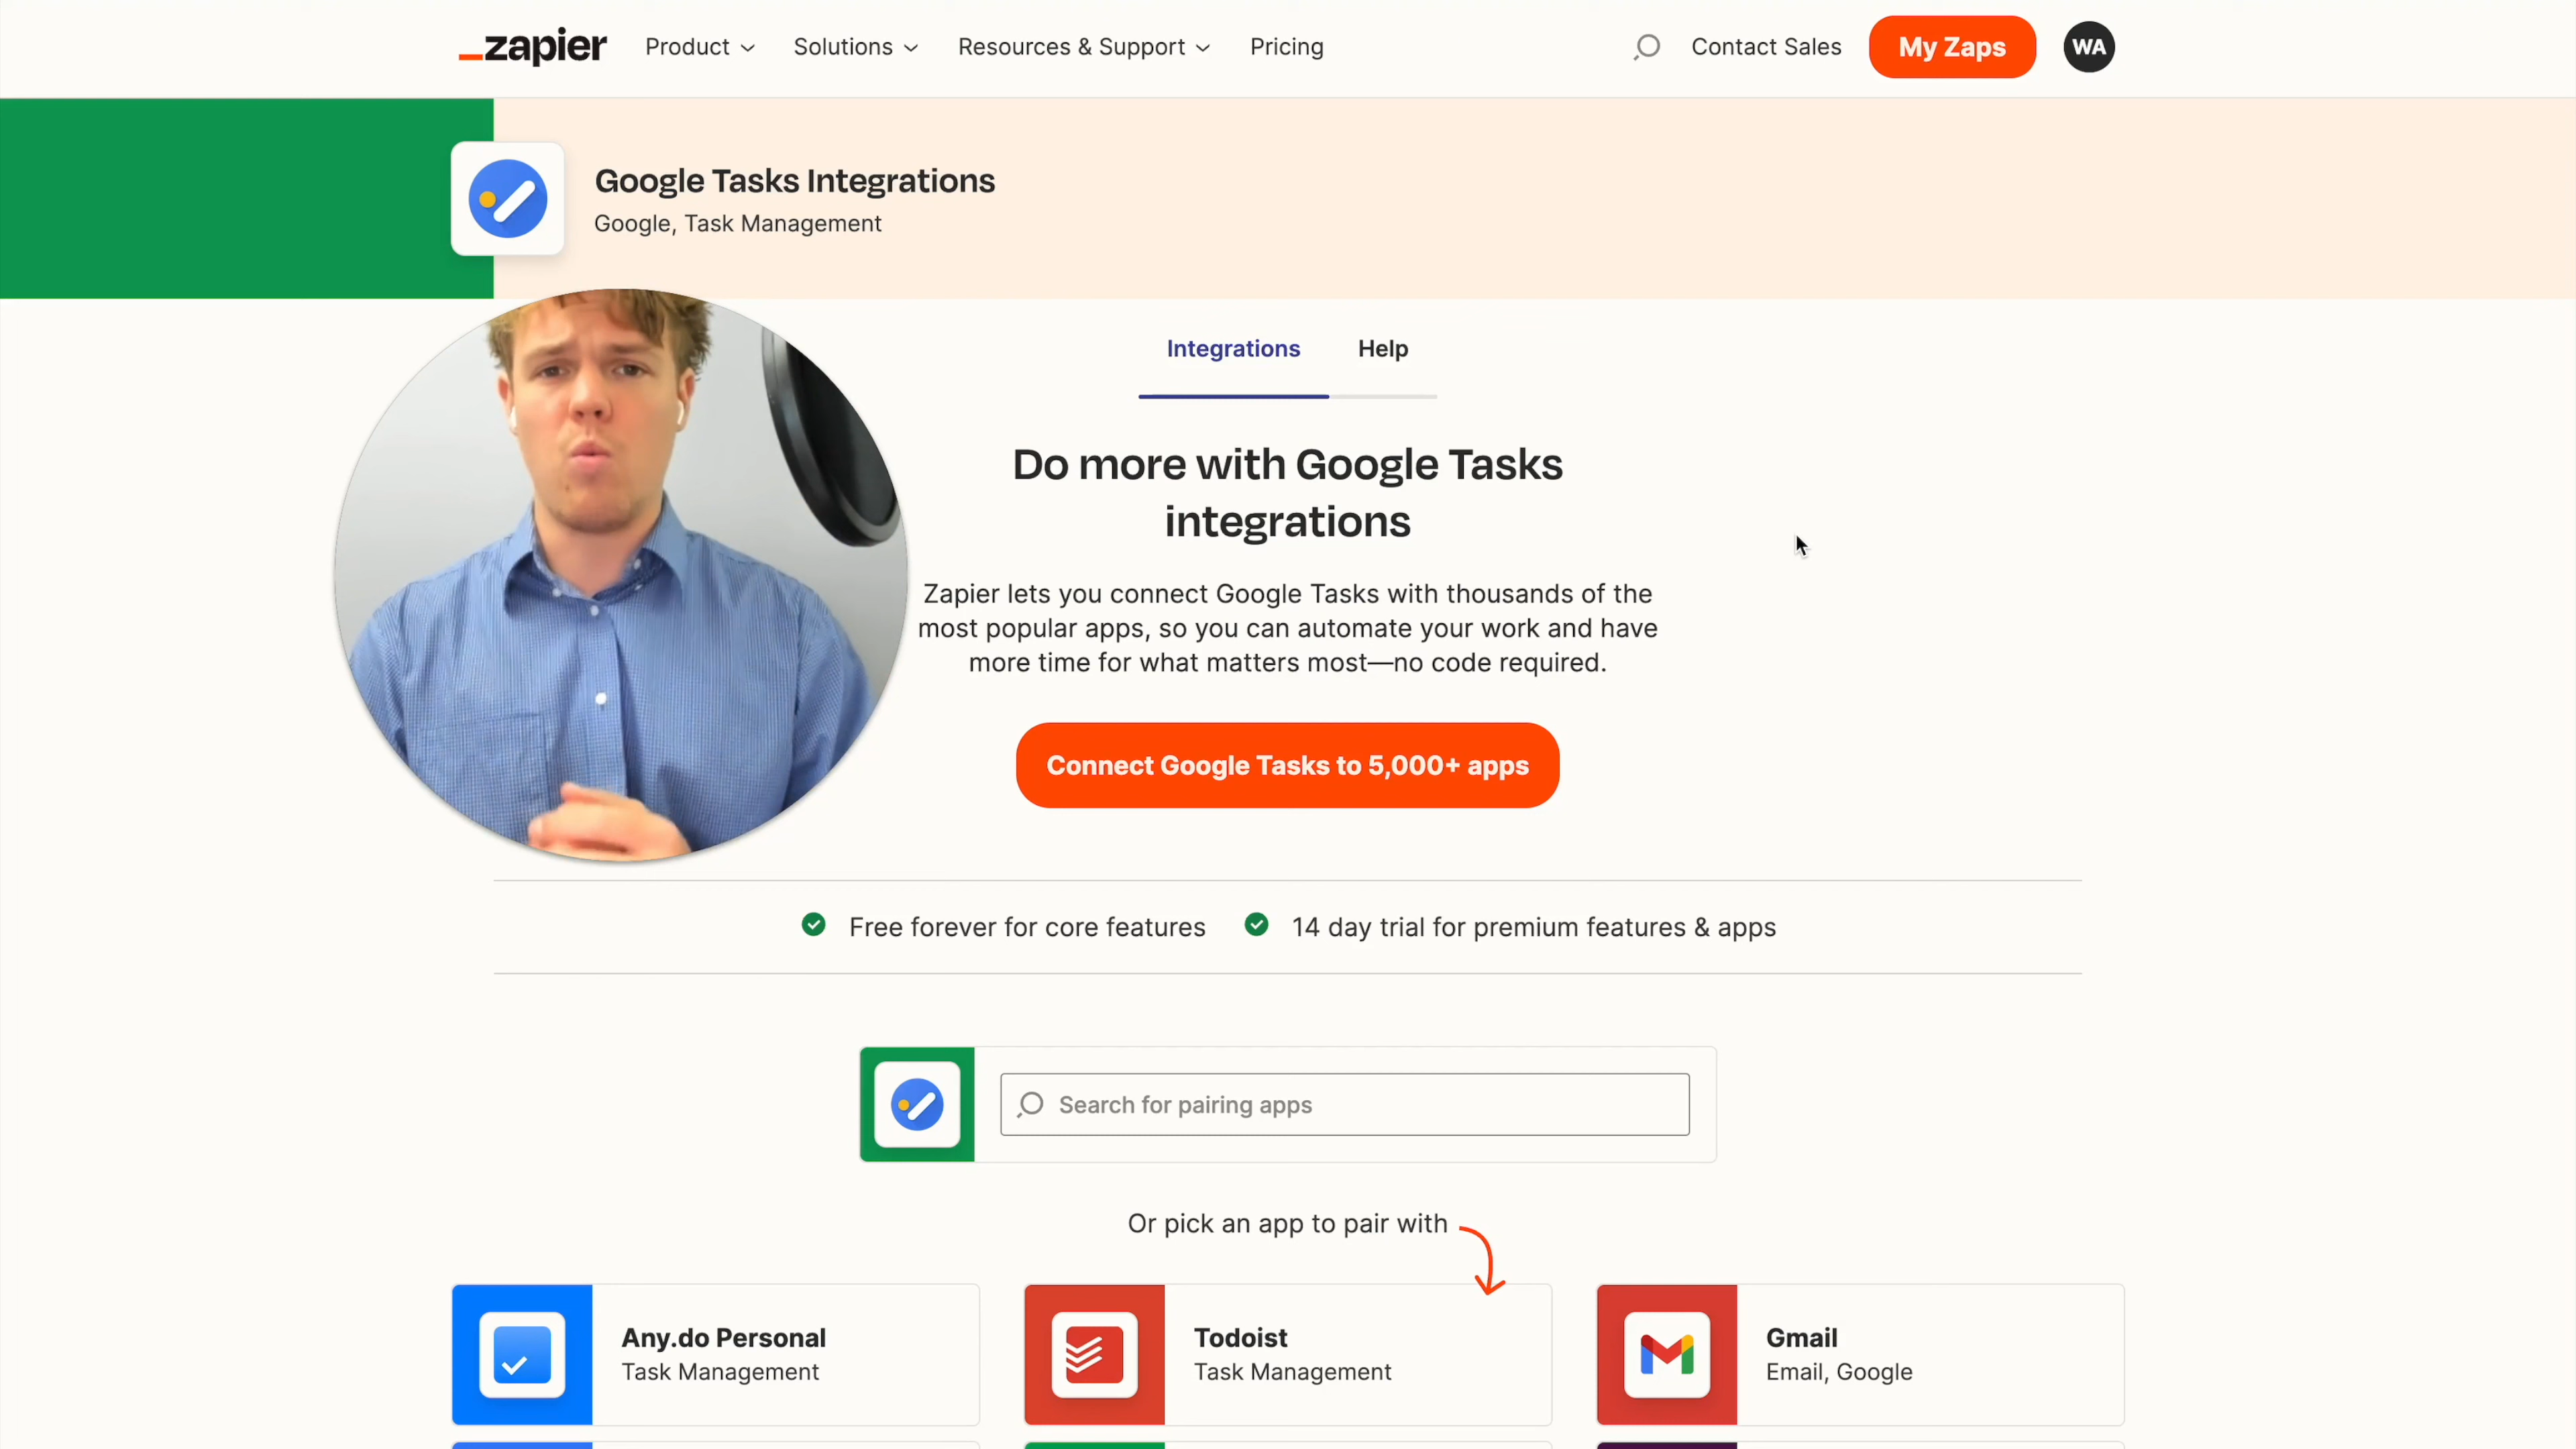 zapier
Product
Solutions
Resources & Support
Pricing
Contact Sales
My Zaps
WA
Google Tasks Integrations
Google, Task Management
Integrations
Help
Do more with Google Tasks
integrations
Zapier lets you connect Google Tasks with thousands of the
most popular apps, so you can automate your work and have
more time for what matters most—no code required.
Connect Google Tasks to 5,000+ apps
Free forever for core features
14 day trial for premium features & apps
Search for pairing apps
Or pick an app to pair with
Any.do Personal
Task Management
Todoist
Task Management
Gmail
Email, Google